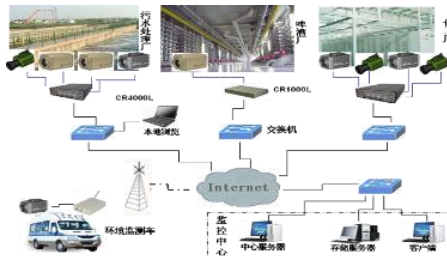 污水处理厂
啤酒厂
CR4000L
CR1000L
本地浏览
交换机
Internet
环境监测车
监控中心
中心服务器
存储服务器
客户端